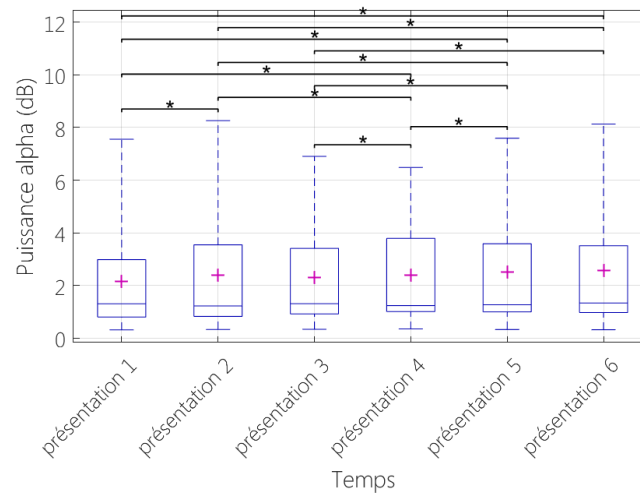 12
10
8
6
4
2
0
Puissance alpha (dB)
* * * * * * * * * * * *
présentation 1
présentation 2
présentation 3
présentation 4
présentation 5
présentation 6
Temps